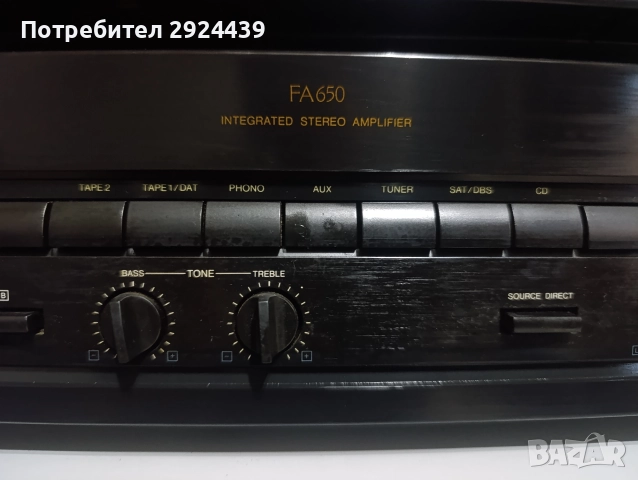 Потребител 2924439
FA650
INTEGRATED STEREO AMPLIFIER
TAPE 2 TAPE 1/DAT PHONO AUX TUNER SAT/DBS CD
BASS TONE TREBLE
B SOURCE DIRECT
- + - +
L
BAZAR